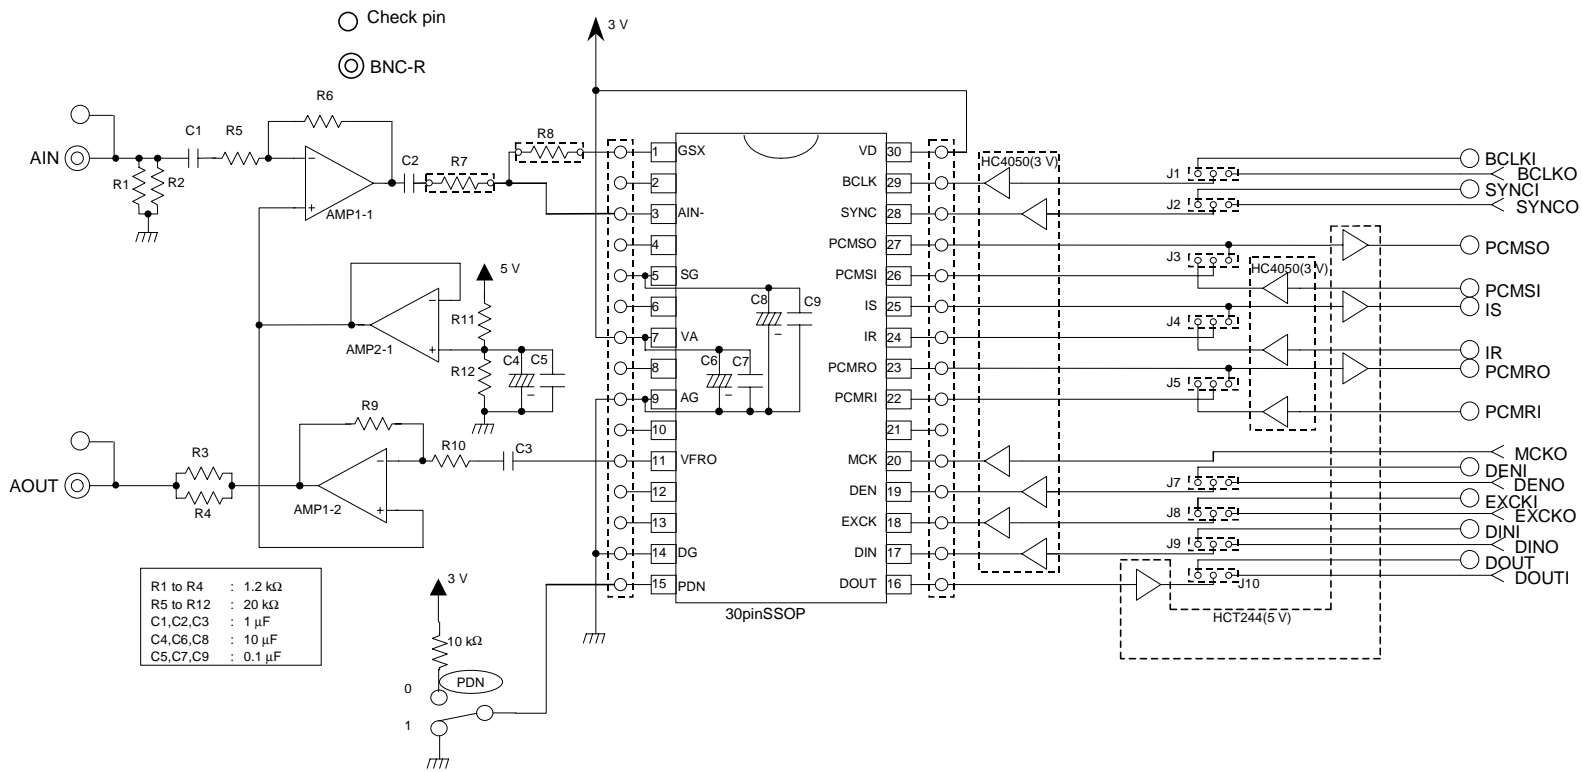 Check pin
BNC-R
3 V
AIN
R1
R2
C1
R5
R6
AMP1-1
C2
R7
R8
5 V
R11
R12
C4
C5
AMP2-1
R9
R10
C3
AMP1-2
R3
R4
AOUT
1 GSX
2
3 AIN-
4
5 SG
6
7 VA
8
9 AG
10
11 VFRO
12
13
14 DG
15 PDN
C8
C9
C6
C7
VD 30
BCLK 29
SYNC 28
PCMSO 27
PCMSI 26
IS 25
IR 24
PCMRO 23
PCMRI 22
21
MCK 20
DEN 19
EXCK 18
DIN 17
DOUT 16
30pinSSOP
HC4050(3 V)
J1
J2
J3
J4
J5
J7
J8
J9
J10
HC4050(3 V)
HCT244(5 V)
BCLKI
BCLKO
SYNCI
SYNCO
PCMSO
PCMSI
IS
IR
PCMRO
PCMRI
MCKO
DENI
DENO
EXCKI
EXCKO
DINI
DINO
DOUT
DOUTI
R1 to R4 : 1.2 kΩ
R5 to R12 : 20 kΩ
C1,C2,C3 : 1 µF
C4,C6,C8 : 10 µF
C5,C7,C9 : 0.1 µF
3 V
10 kΩ
PDN
0
1